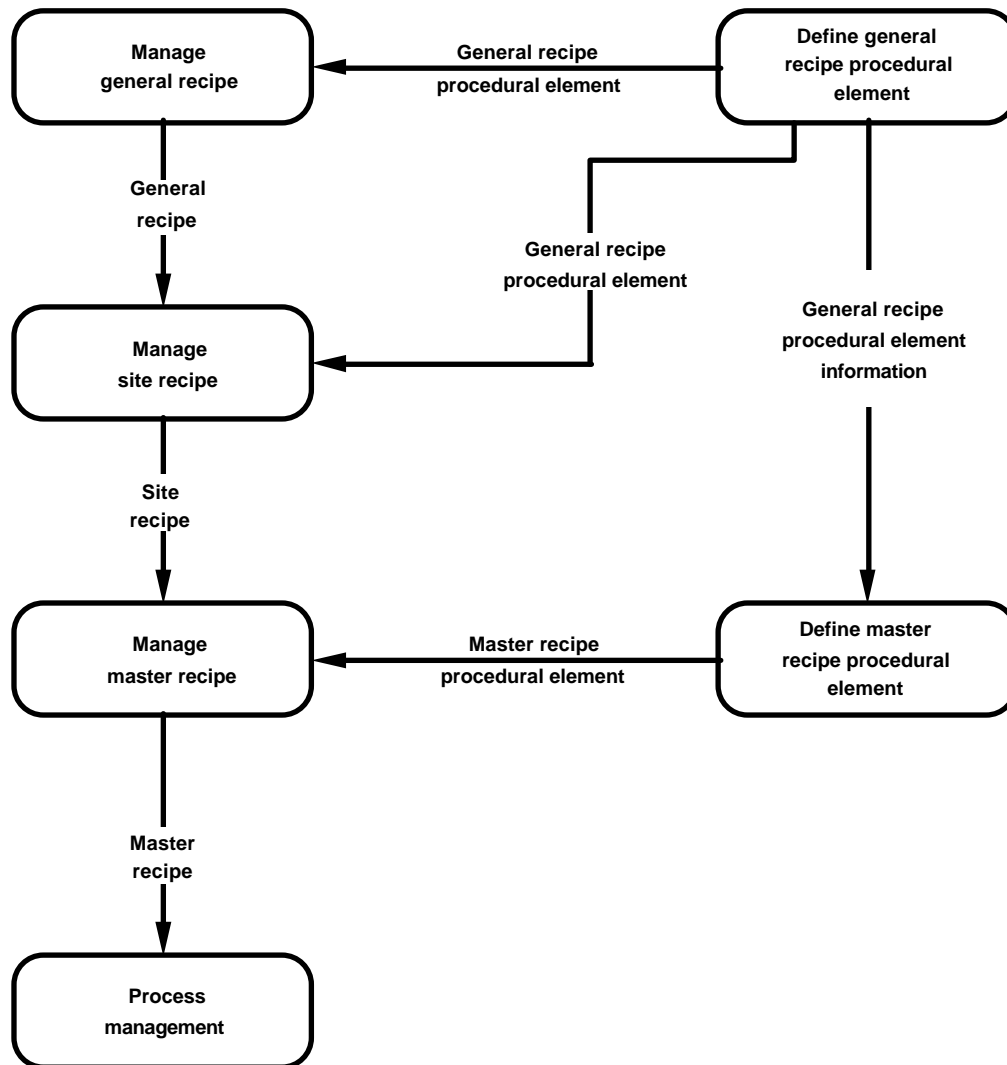 Manage
general recipe
General recipe
procedural element
Define general
recipe procedural
element
General
recipe
General recipe
procedural element
General recipe
procedural element
information
Manage
site recipe
Site
recipe
Manage
master recipe
Master recipe
procedural element
Define master
recipe procedural
element
Master
recipe
Process
management